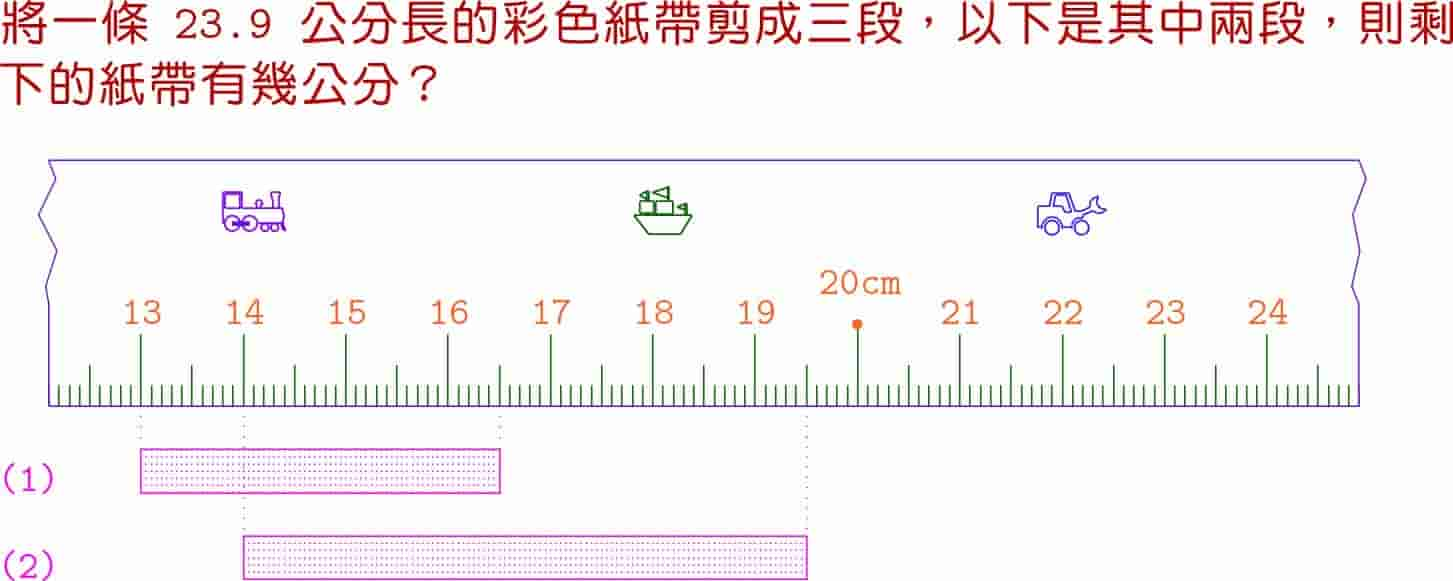 將一條 23.9 公分長的彩色紙帶剪成三段，以下是其中兩段，則剩
下的紙帶有幾公分？
20cm
13 14 15 16 17 18 19 21 22 23 24
(1)
(2)